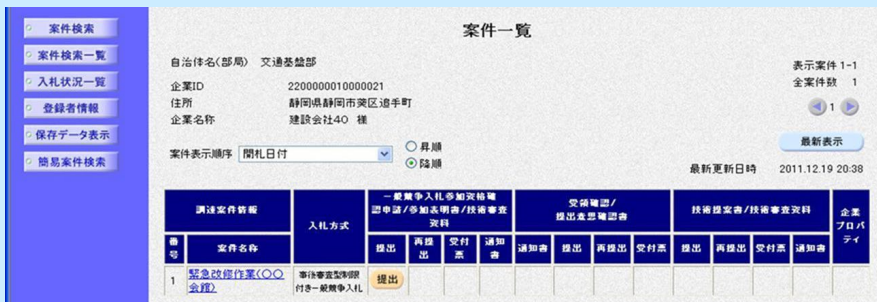 案件検索
案件検索一覧
入札状況一覧
登録者情報
保存データ表示
簡易案件検索
案件一覧
自治体名(部局) 交通基盤部
企業ID 2200000010000021
住所 静岡県静岡市葵区追手町
企業名称 建設会社40 様
表示案件 1-1
全案件数 1
1
案件表示順序 開札日付
昇順
降順
最新表示
最新更新日時 2011.12.19 20:38
調達案件情報
入札方式
一般競争入札参加資格確
認申請/参加表明書/技術審査
資料
受領確認/
提出意思確認書
技術提案書/技術審査資料
企業
プロパ
ティ
番
号
案件名称
提出
再提
出
受付
票
通知
書
通知書
提出
再提出
受付票
提出
再提出
受付票
通知書
1
緊急改修作業(〇〇
会館)
事後審査型制限
付き一般競争入札
提出